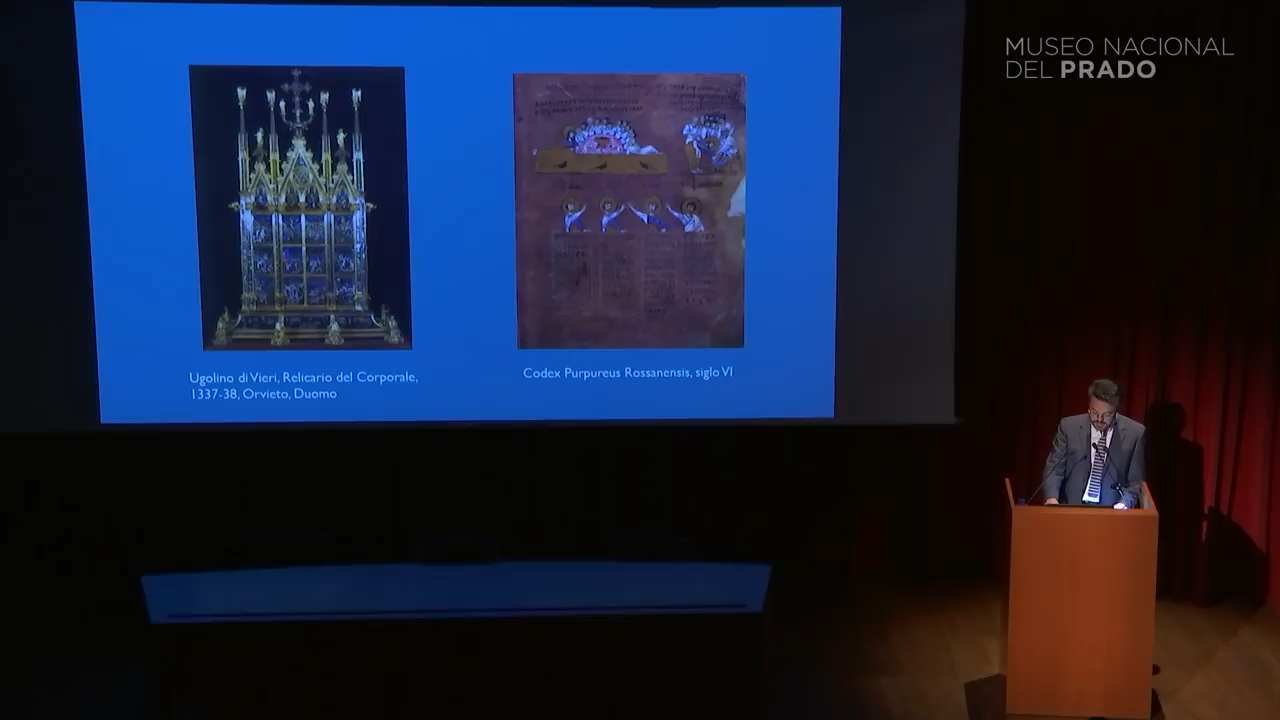 MUSEO NACIONAL
DEL PRADO
Ugolino di Vieri, Relicario del Corporale,
1337-38, Orvieto, Duomo
Codex Purpureus Rossanensis, siglo VI